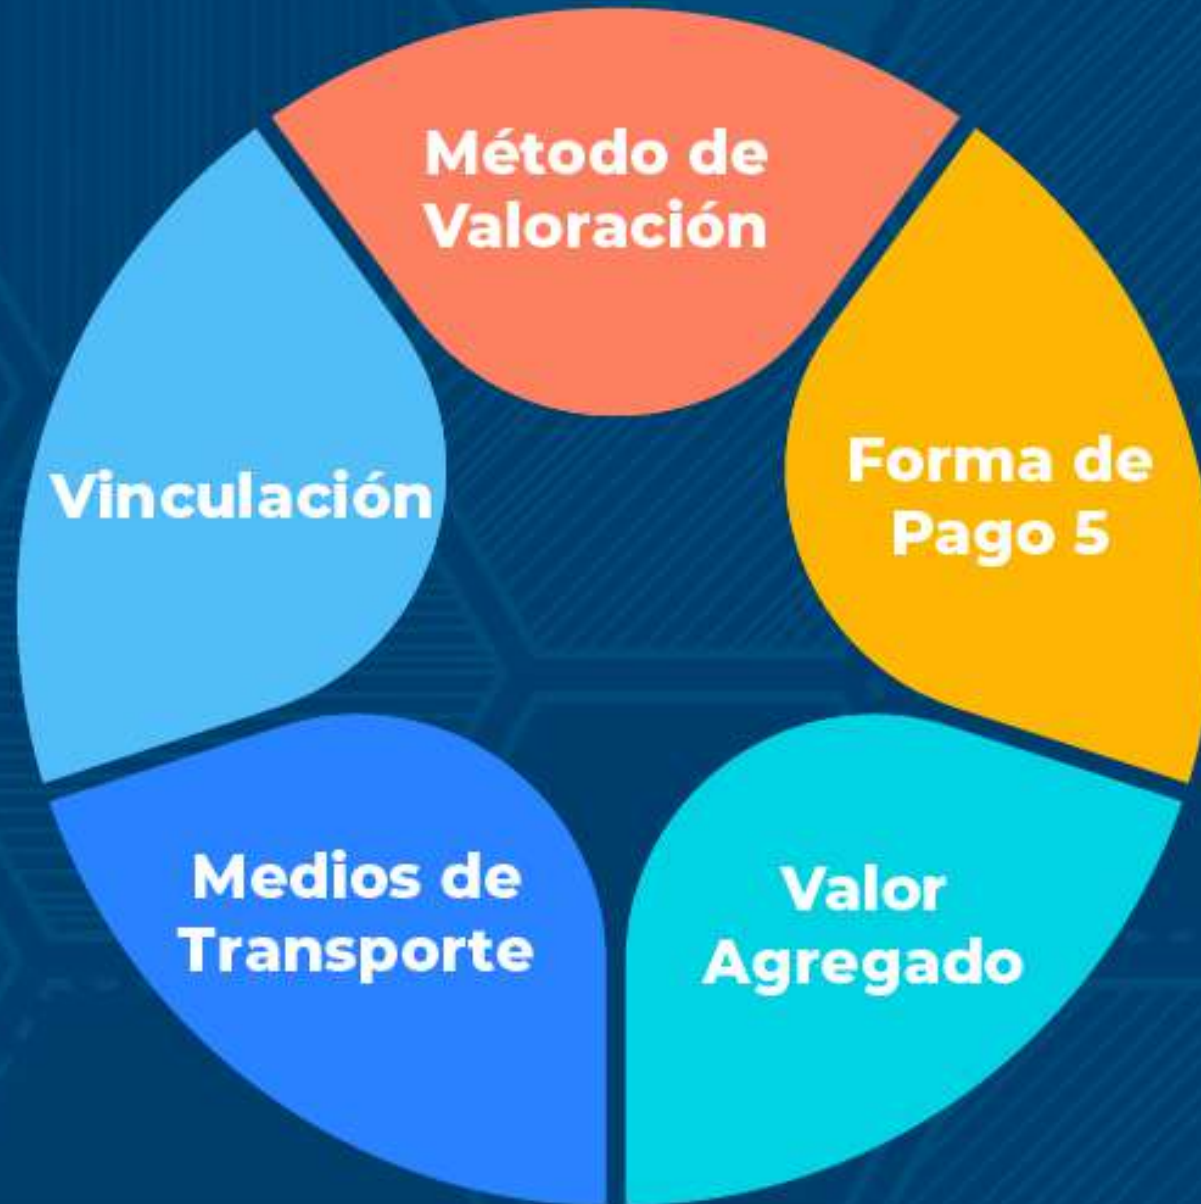 Método de
Valoración
Forma de
Pago 5
Vinculación
Medios de
Transporte
Valor
Agregado